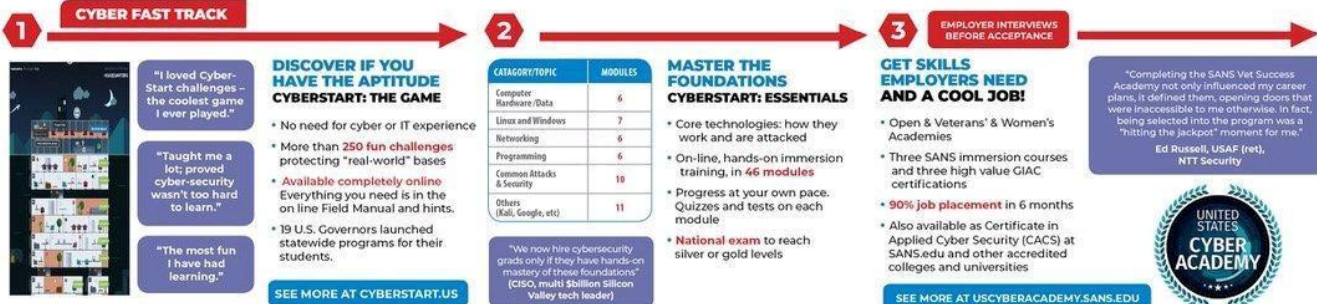 1
CYBER FAST TRACK
"I loved Cyber-
Start challenges –
the coolest game
I ever played."
"Taught me a
lot; proved
cyber-security
wasn't too hard
to learn."
"The most fun
I have had
learning."
DISCOVER IF YOU
HAVE THE APTITUDE
CYBERSTART: THE GAME
• No need for cyber or IT experience
• More than 250 fun challenges
protecting "real-world" bases
• Available completely online
Everything you need is in the
on line Field Manual and hints.
• 19 U.S. Governors launched
statewide programs for their
students.
SEE MORE AT CYBERSTART.US
2
CATAGORY/TOPIC MODULES
Computer
Hardware /Data 6
Linux and Windows 7
Networking 6
Programming 6
Common Attacks
& Security 10
Others
(Kali, Google, etc) 11
"We now hire cybersecurity
grads only if they have hands-on
mastery of these foundations"
(CISO, multi $billion Silicon
Valley tech leader)
MASTER THE
FOUNDATIONS
CYBERSTART: ESSENTIALS
• Core technologies: how they
work and are attacked
• On-line, hands-on immersion
training, in 46 modules
• Progress at your own pace.
Quizzes and tests on each
module
• National exam to reach
silver or gold levels
3
EMPLOYER INTERVIEWS
BEFORE ACCEPTANCE
GET SKILLS
EMPLOYERS NEED
AND A COOL JOB!
• Open & Veterans' & Women's
Academies
• Three SANS immersion courses
and three high value GIAC
certifications
• 90% job placement in 6 months
• Also available as Certificate in
Applied Cyber Security (CACS) at
SANS.edu and other accredited
colleges and universities
SEE MORE AT USCYBERACADEMY.SANS.EDU
"Completing the SANS Vet Success
Academy not only influenced my career
plans, it defined them, opening doors that
were inaccessible to me otherwise. In fact,
being selected into the program was a
"hitting the jackpot" moment for me."
Ed Russell, USAF (ret),
NTT Security
UNITED
STATES
CYBER
ACADEMY